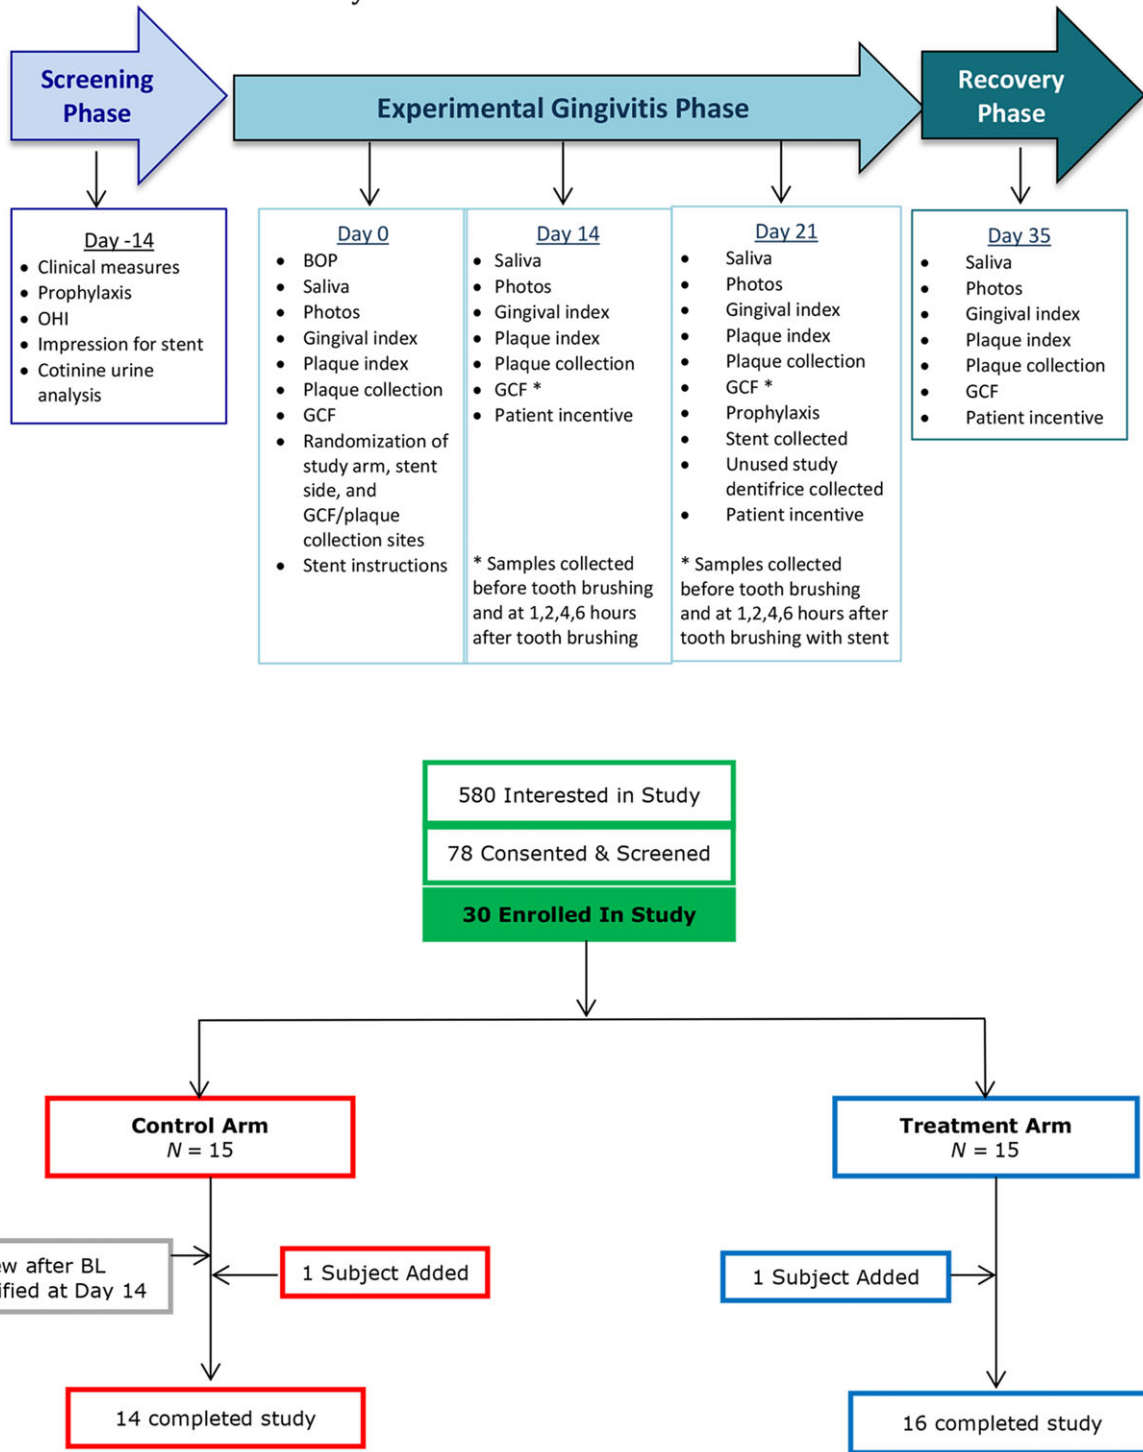 Screening
Phase
Experimental Gingivitis Phase
Recovery
Phase
Day -14
• Clinical measures
• Prophylaxis
• OHI
• Impression for stent
• Cotinine urine
analysis
Day 0
• BOP
• Saliva
• Photos
• Gingival index
• Plaque index
• Plaque collection
• GCF
• Randomization of
study arm, stent
side, and
GCF/plaque
collection sites
• Stent instructions
Day 14
• Saliva
• Photos
• Gingival index
• Plaque index
• Plaque collection
• GCF *
• Patient incentive
* Samples collected
before tooth brushing
and at 1,2,4,6 hours
after tooth brushing
Day 21
• Saliva
• Photos
• Gingival index
• Plaque index
• Plaque collection
• GCF *
• Prophylaxis
• Stent collected
• Unused study
dentifrice collected
• Patient incentive
* Samples collected
before tooth brushing
and at 1,2,4,6 hours after
tooth brushing with stent
Day 35
• Saliva
• Photos
• Gingival index
• Plaque index
• Plaque collection
• GCF
• Patient incentive
580 Interested in Study
78 Consented & Screened
30 Enrolled In Study
Control Arm
N = 15
Treatment Arm
N = 15
after BL
at Day 14
1 Subject Added
1 Subject Added
14 completed study
16 completed study